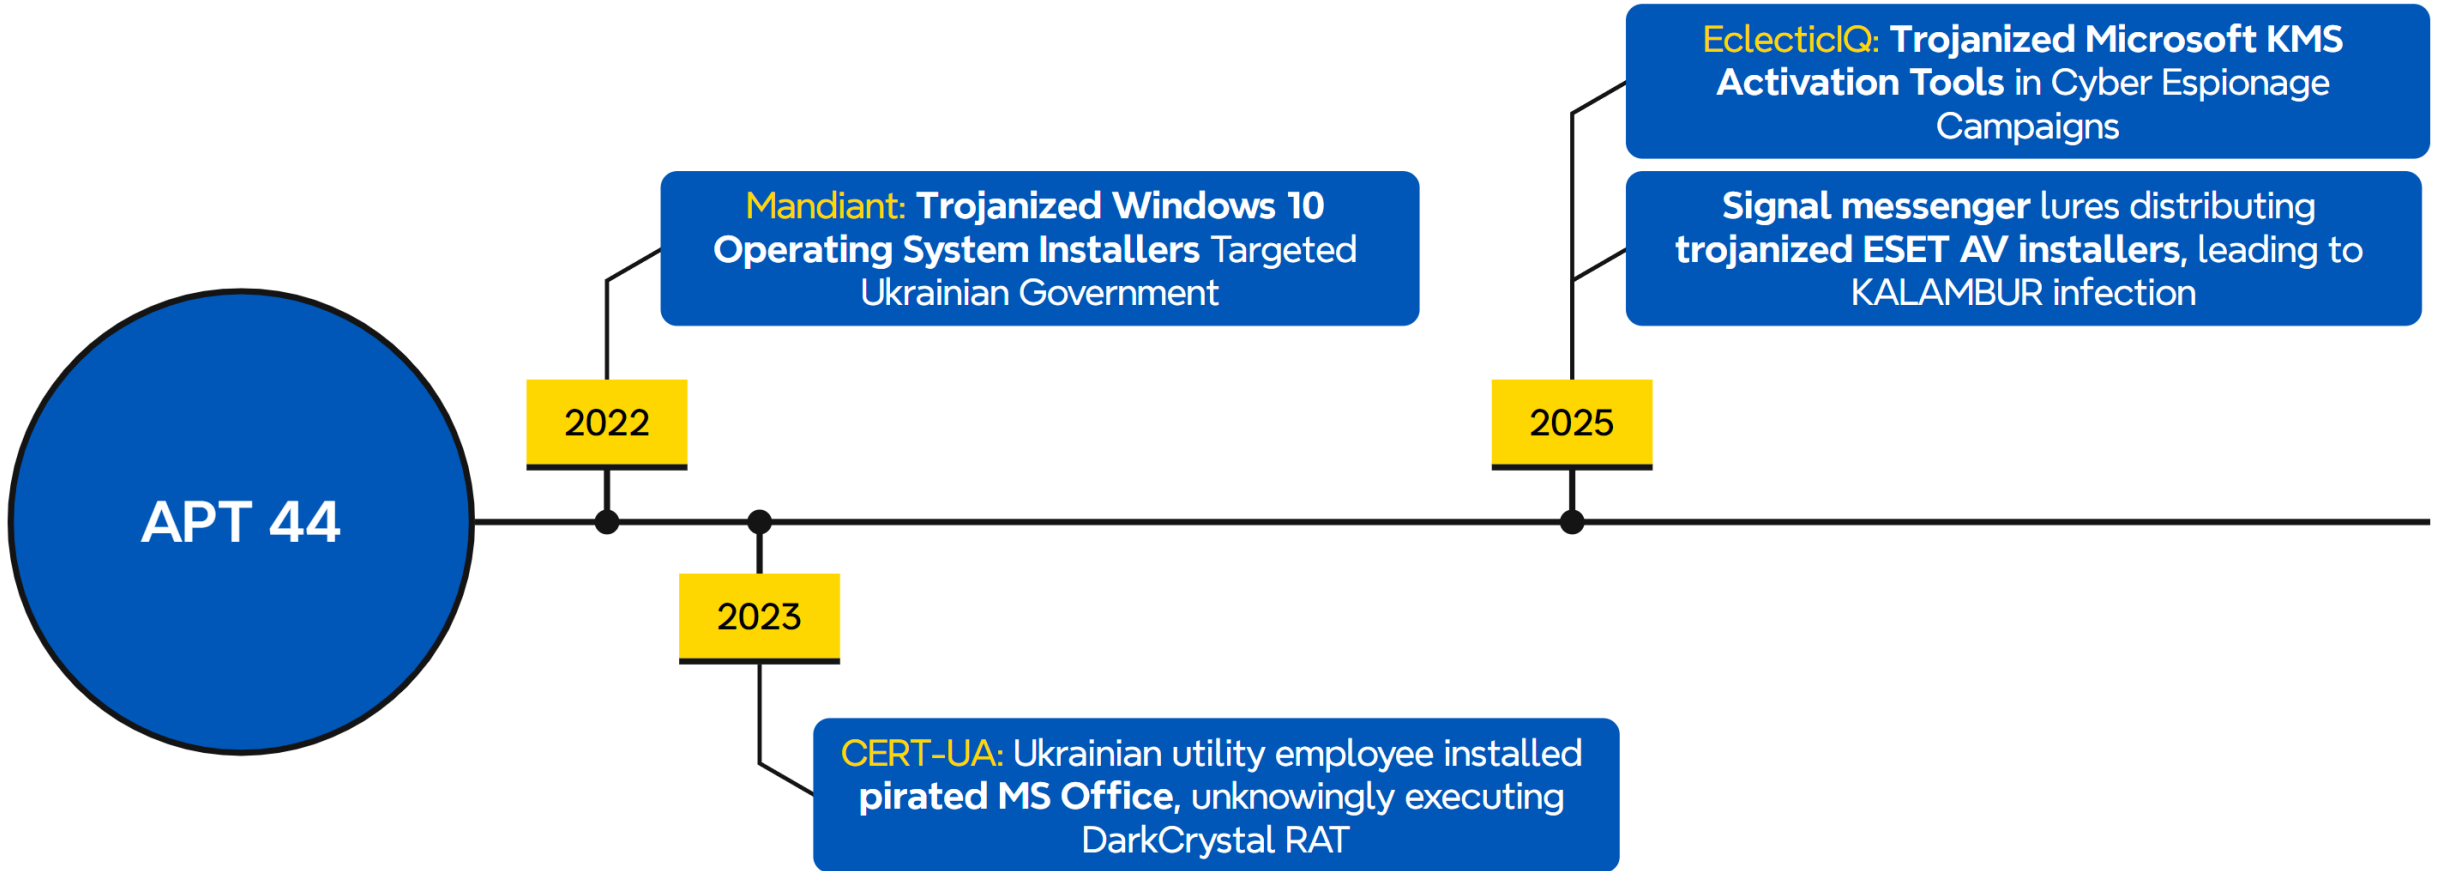 APT 44
2022
Mandiant: Trojanized Windows 10
Operating System Installers Targeted
Ukrainian Government
2023
CERT-UA: Ukrainian utility employee installed
pirated MS Office, unknowingly executing
DarkCrystal RAT
2025
EclecticIQ: Trojanized Microsoft KMS
Activation Tools in Cyber Espionage
Campaigns
Signal messenger lures distributing
trojanized ESET AV installers, leading to
KALAMBUR infection